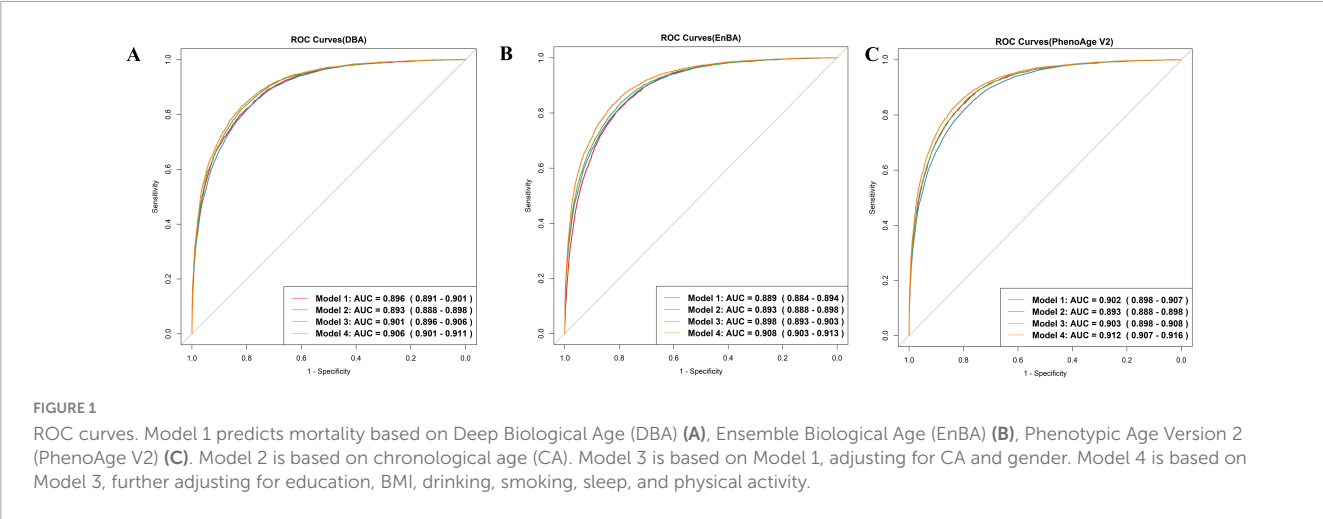 A
ROC Curves(DBA)
Sensitivity
0.0 0.2 0.4 0.6 0.8 1.0
Model 1: AUC = 0.896 ( 0.891 - 0.901 )
Model 2: AUC = 0.893 ( 0.888 - 0.898 )
Model 3: AUC = 0.901 ( 0.896 - 0.906 )
Model 4: AUC = 0.906 ( 0.901 - 0.911 )
1.0 0.8 0.6 0.4 0.2 0.0
1 - Specificity
B
ROC Curves(EnBA)
Sensitivity
0.0 0.2 0.4 0.6 0.8 1.0
Model 1: AUC = 0.889 ( 0.884 - 0.894 )
Model 2: AUC = 0.893 ( 0.888 - 0.898 )
Model 3: AUC = 0.898 ( 0.893 - 0.903 )
Model 4: AUC = 0.908 ( 0.903 - 0.913 )
1.0 0.8 0.6 0.4 0.2 0.0
1 - Specificity
C
ROC Curves(PhenoAge V2)
Sensitivity
0.0 0.2 0.4 0.6 0.8 1.0
Model 1: AUC = 0.902 ( 0.898 - 0.907 )
Model 2: AUC = 0.893 ( 0.888 - 0.898 )
Model 3: AUC = 0.903 ( 0.898 - 0.908 )
Model 4: AUC = 0.912 ( 0.907 - 0.916 )
1.0 0.8 0.6 0.4 0.2 0.0
1 - Specificity
FIGURE 1
ROC curves. Model 1 predicts mortality based on Deep Biological Age (DBA) (A), Ensemble Biological Age (EnBA) (B), Phenotypic Age Version 2
(PhenoAge V2) (C). Model 2 is based on chronological age (CA). Model 3 is based on Model 1, adjusting for CA and gender. Model 4 is based on
Model 3, further adjusting for education, BMI, drinking, smoking, sleep, and physical activity.